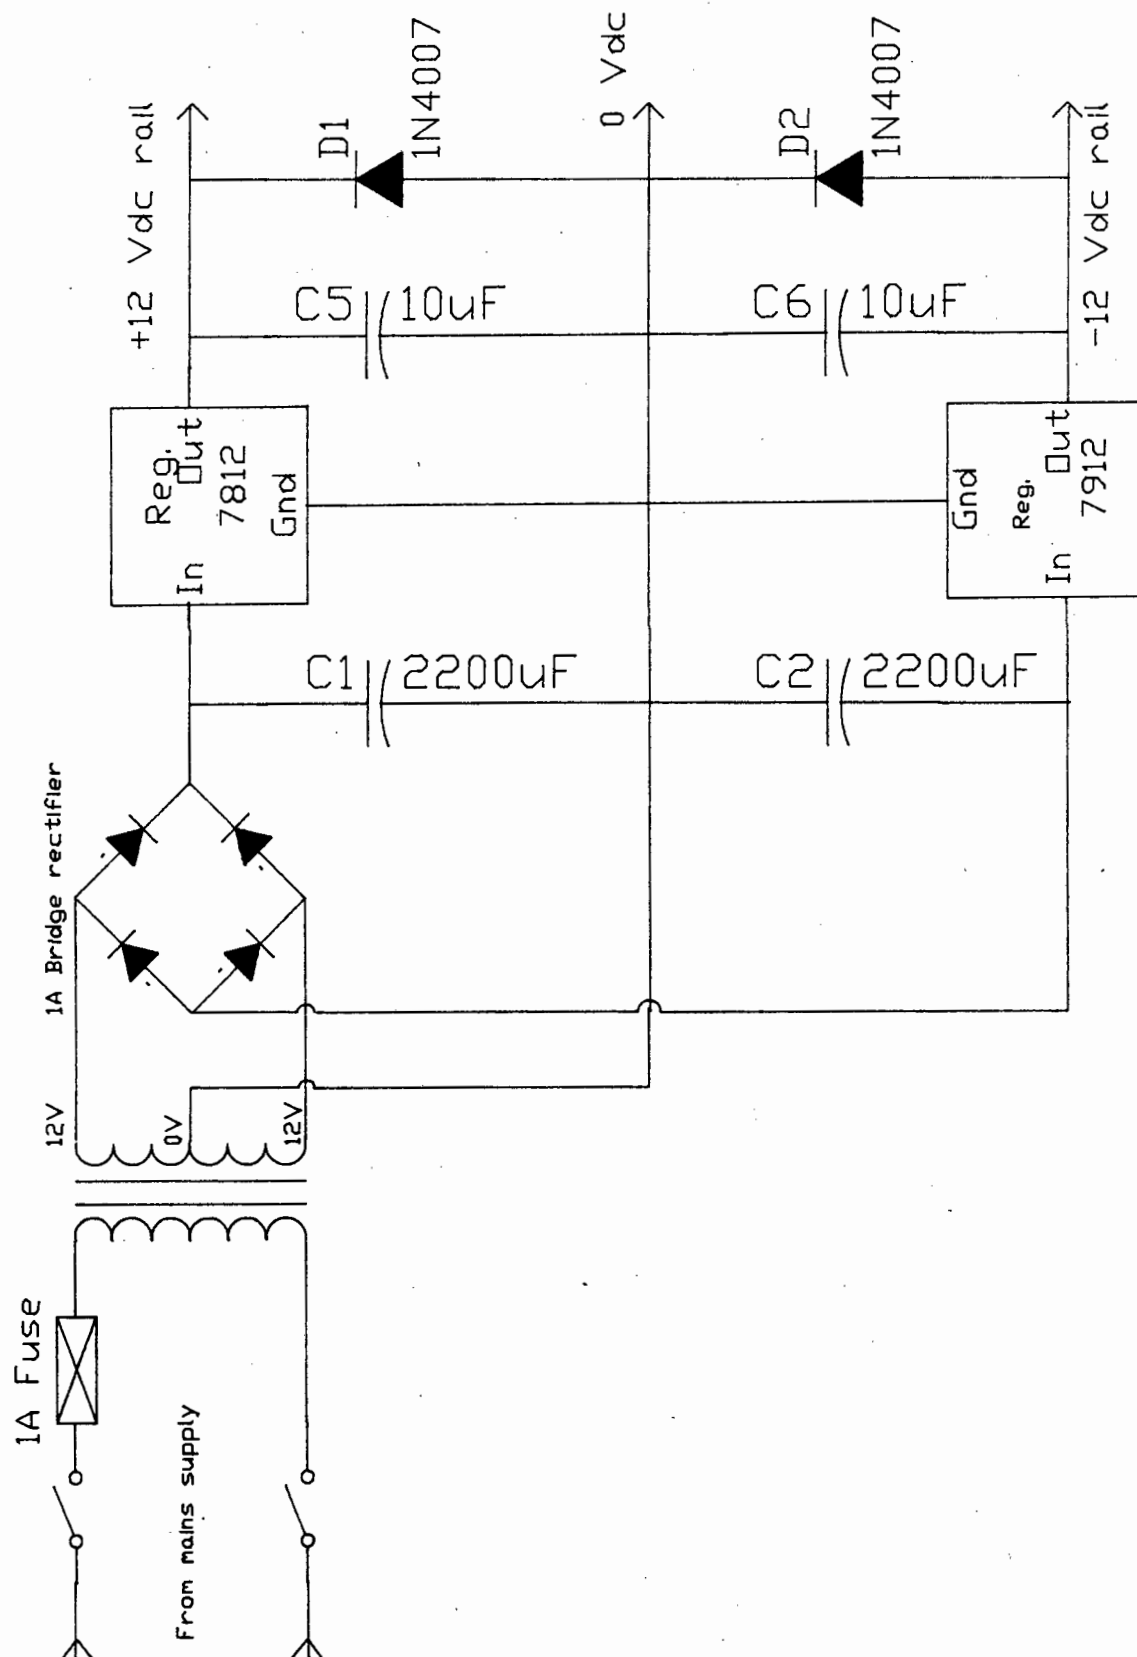 1A Fuse
From mains supply
12V
0V
12V
1A Bridge rectifier
C1
2200uF
C2
2200uF
Reg.
In
Out
7812
Gnd
Gnd
Reg.
In
Out
7912
C5
10uF
C6
10uF
D1
1N4007
D2
1N4007
+12 Vdc rail
0 Vdc
-12 Vdc rail